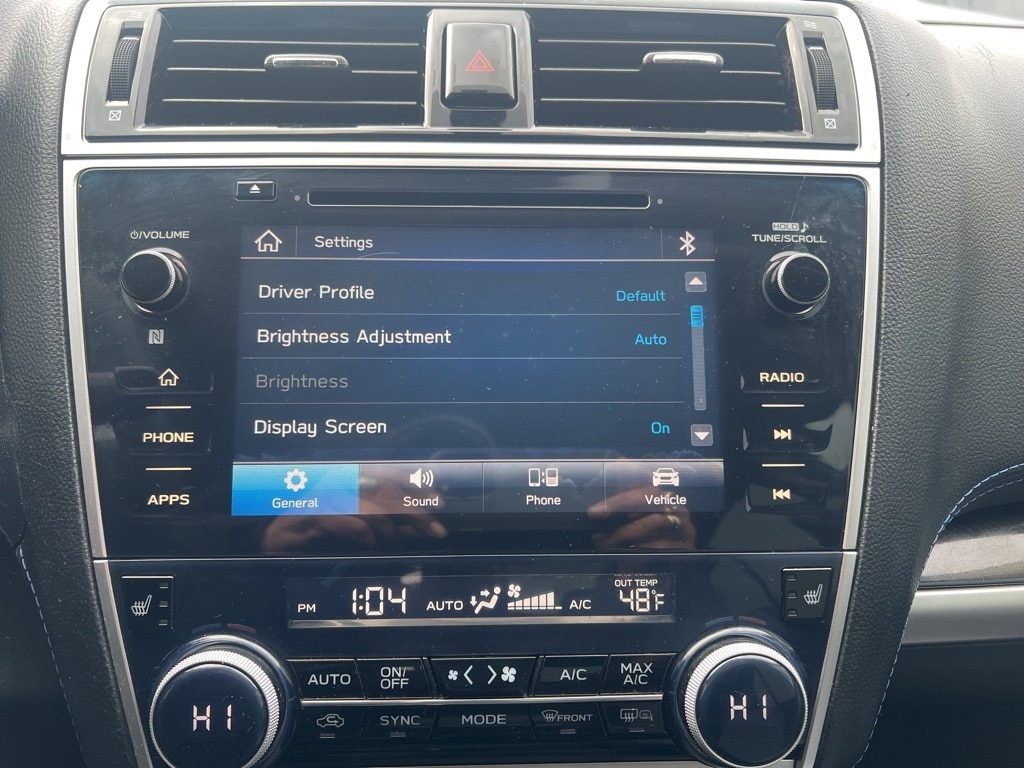 ⏻/VOLUME
HOLD ♪
TUNE/SCROLL
Settings
Driver Profile Default
Brightness Adjustment Auto
Brightness
Display Screen On
General Sound Phone Vehicle
N
PHONE
APPS
RADIO
PM 1:04 AUTO A/C OUT TEMP 48°F
AUTO ON/OFF A/C MAX A/C
SYNC MODE FRONT
HI HI